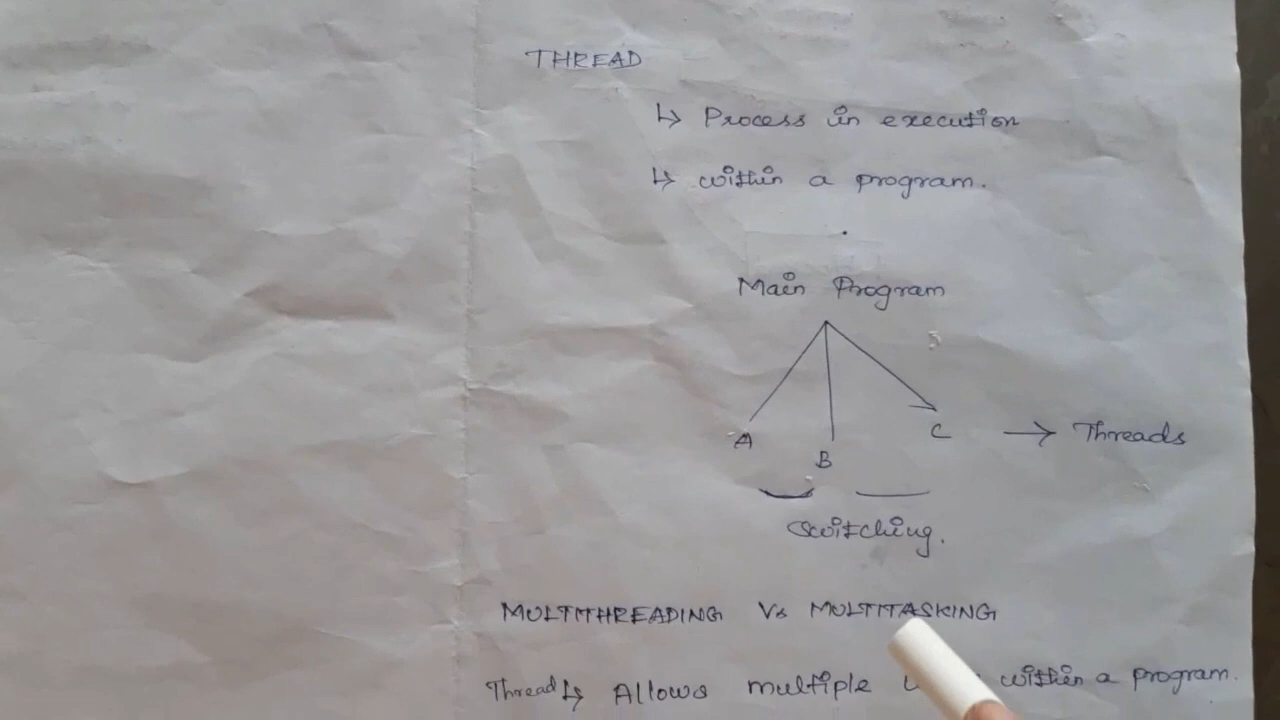 THREAD
↳ Process in execution
↳ within a program.
Main Program
A B C → Threads
Switching.
MULTITHREADING Vs MULTITASKING
Thread ↳ Allows multiple within a program.